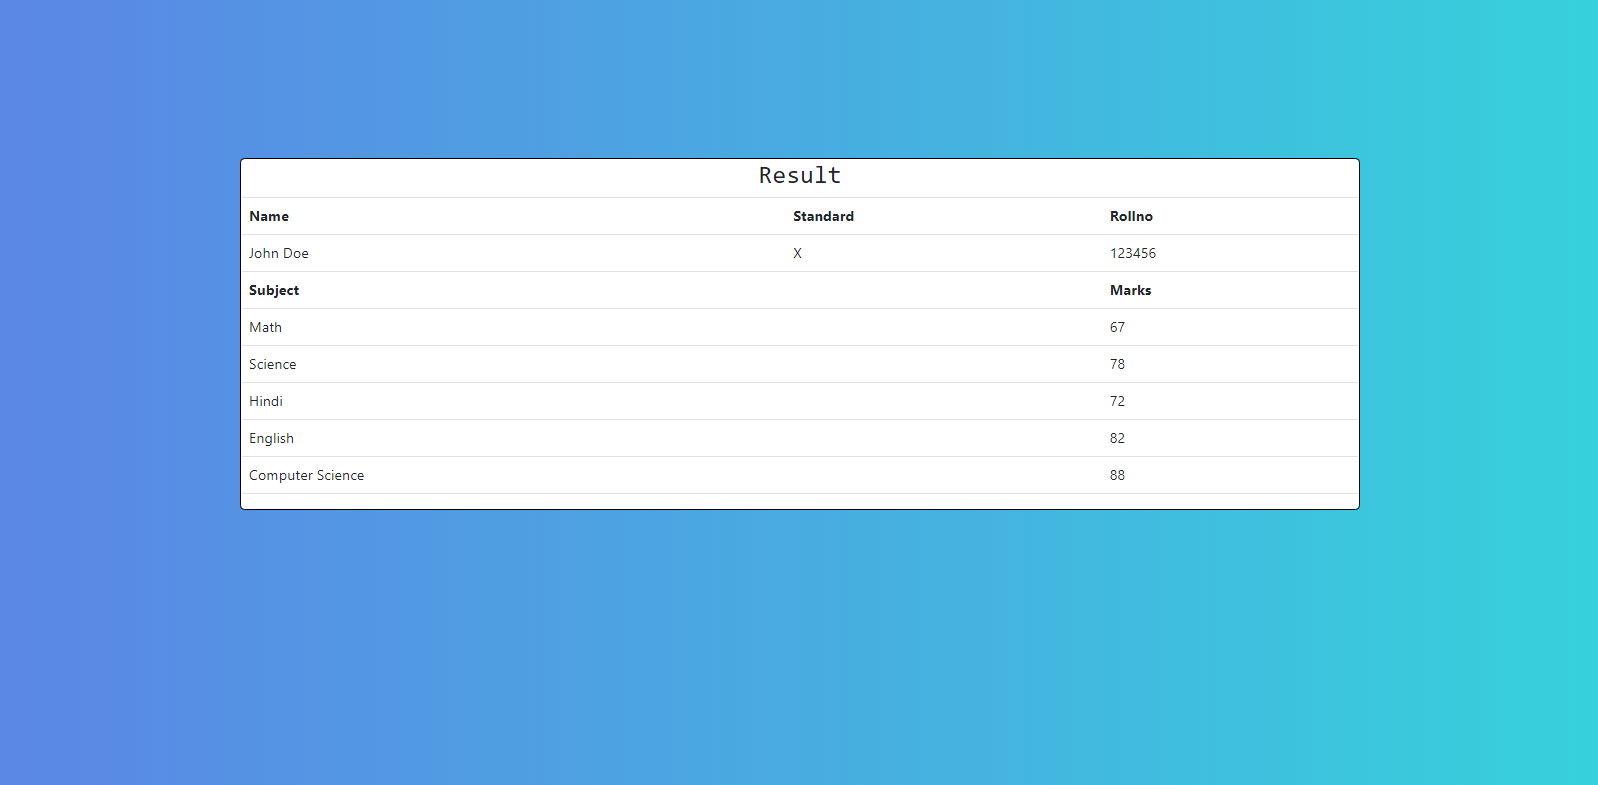 Result
Name Standard Rollno
John Doe X 123456
Subject Marks
Math 67
Science 78
Hindi 72
English 82
Computer Science 88